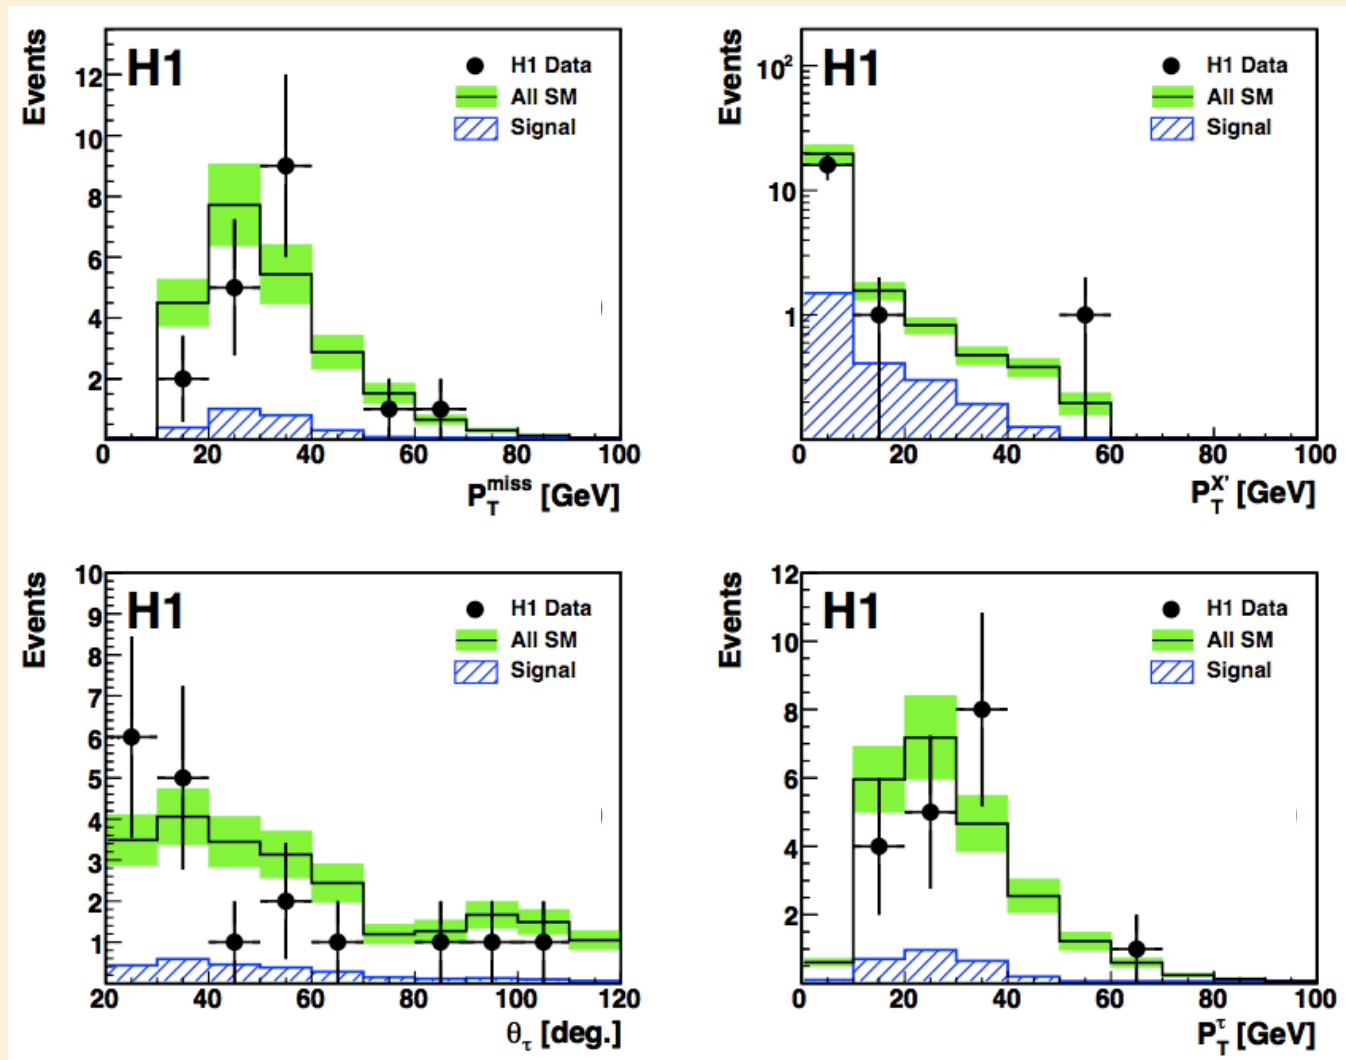 H1
H1 Data
All SM
Signal
Events
12
10
8
6
4
2
0 20 40 60 80 100
P_T^miss [GeV]
H1
H1 Data
All SM
Signal
Events
10²
10
1
0 20 40 60 80 100
P_T^X' [GeV]
H1
H1 Data
All SM
Signal
Events
10
9
8
7
6
5
4
3
2
1
20 40 60 80 100 120
θ_τ [deg.]
H1
H1 Data
All SM
Signal
Events
12
10
8
6
4
2
0 20 40 60 80 100
P_T^τ [GeV]